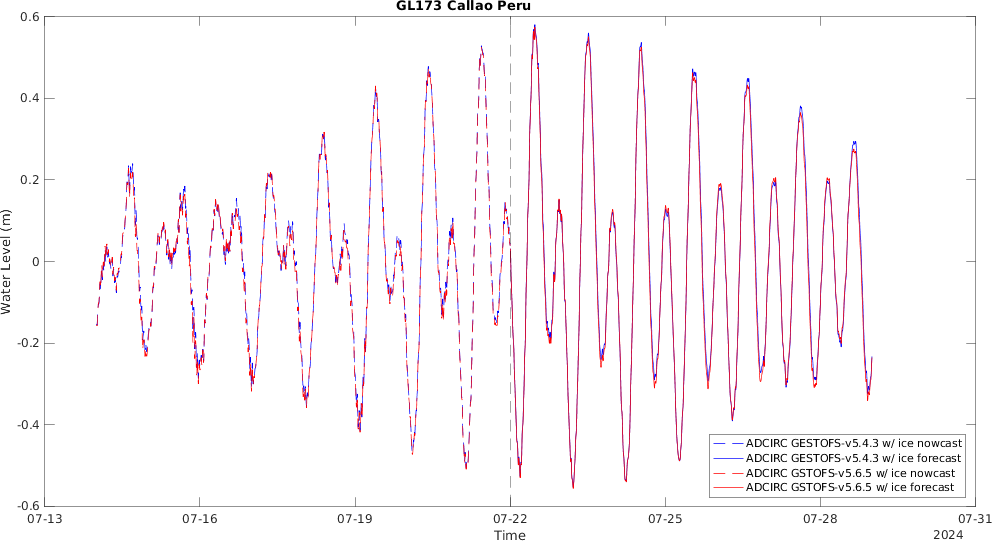 GL173 Callao Peru
0.6
0.4
0.2
0
-0.2
-0.4
-0.6
Water Level (m)
ADCIRC GESTOFS-v5.4.3 w/ ice nowcast
ADCIRC GESTOFS-v5.4.3 w/ ice forecast
ADCIRC GSTOFS-v5.6.5 w/ ice nowcast
ADCIRC GSTOFS-v5.6.5 w/ ice forecast
07-13 07-16 07-19 07-22 07-25 07-28 07-31
Time
2024